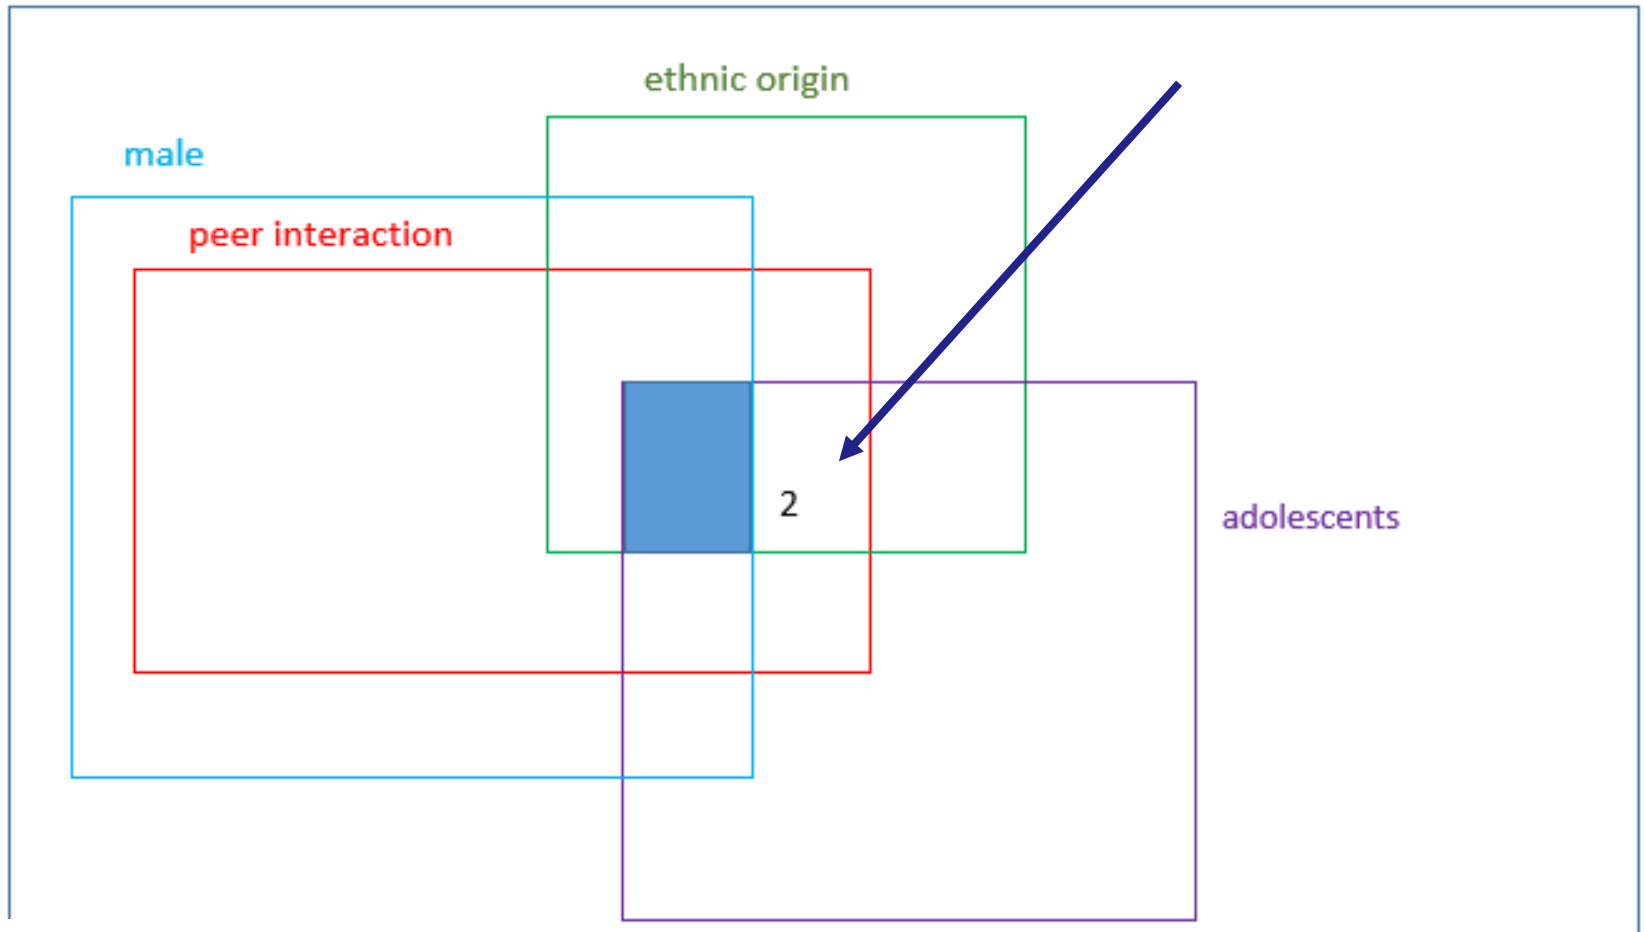 ethnic origin
male
peer interaction
2
adolescents